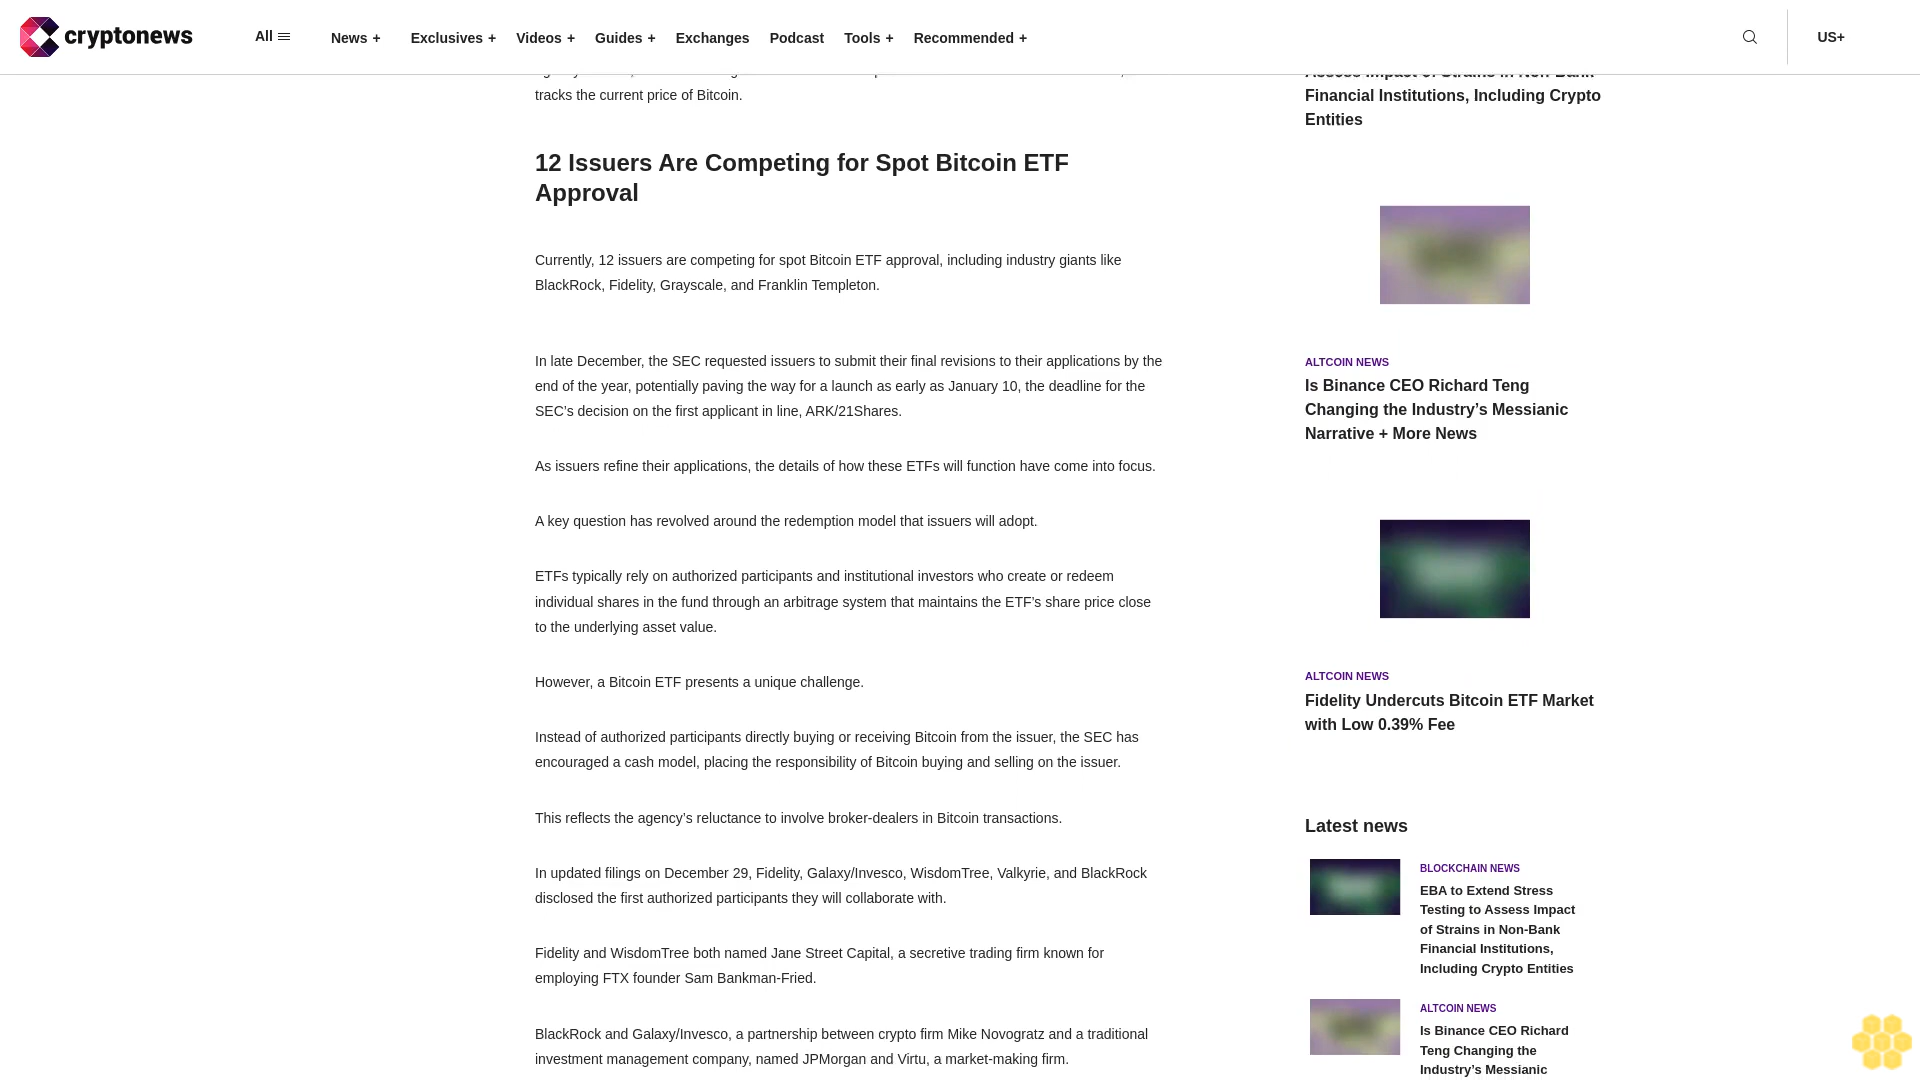 cryptonews
All
News +
Exclusives +
Videos +
Guides +
Exchanges
Podcast
Tools +
Recommended +
US+
tracks the current price of Bitcoin.
12 Issuers Are Competing for Spot Bitcoin ETF
Approval
Currently, 12 issuers are competing for spot Bitcoin ETF approval, including industry giants like
BlackRock, Fidelity, Grayscale, and Franklin Templeton.
In late December, the SEC requested issuers to submit their final revisions to their applications by the
end of the year, potentially paving the way for a launch as early as January 10, the deadline for the
SEC’s decision on the first applicant in line, ARK/21Shares.
As issuers refine their applications, the details of how these ETFs will function have come into focus.
A key question has revolved around the redemption model that issuers will adopt.
ETFs typically rely on authorized participants and institutional investors who create or redeem
individual shares in the fund through an arbitrage system that maintains the ETF’s share price close
to the underlying asset value.
However, a Bitcoin ETF presents a unique challenge.
Instead of authorized participants directly buying or receiving Bitcoin from the issuer, the SEC has
encouraged a cash model, placing the responsibility of Bitcoin buying and selling on the issuer.
This reflects the agency’s reluctance to involve broker-dealers in Bitcoin transactions.
In updated filings on December 29, Fidelity, Galaxy/Invesco, WisdomTree, Valkyrie, and BlackRock
disclosed the first authorized participants they will collaborate with.
Fidelity and WisdomTree both named Jane Street Capital, a secretive trading firm known for
employing FTX founder Sam Bankman-Fried.
BlackRock and Galaxy/Invesco, a partnership between crypto firm Mike Novogratz and a traditional
investment management company, named JPMorgan and Virtu, a market-making firm.
Assess Impact of Strains in Non-Bank
Financial Institutions, Including Crypto
Entities
ALTCOIN NEWS
Is Binance CEO Richard Teng
Changing the Industry’s Messianic
Narrative + More News
ALTCOIN NEWS
Fidelity Undercuts Bitcoin ETF Market
with Low 0.39% Fee
Latest news
BLOCKCHAIN NEWS
EBA to Extend Stress
Testing to Assess Impact
of Strains in Non-Bank
Financial Institutions,
Including Crypto Entities
ALTCOIN NEWS
Is Binance CEO Richard
Teng Changing the
Industry’s Messianic